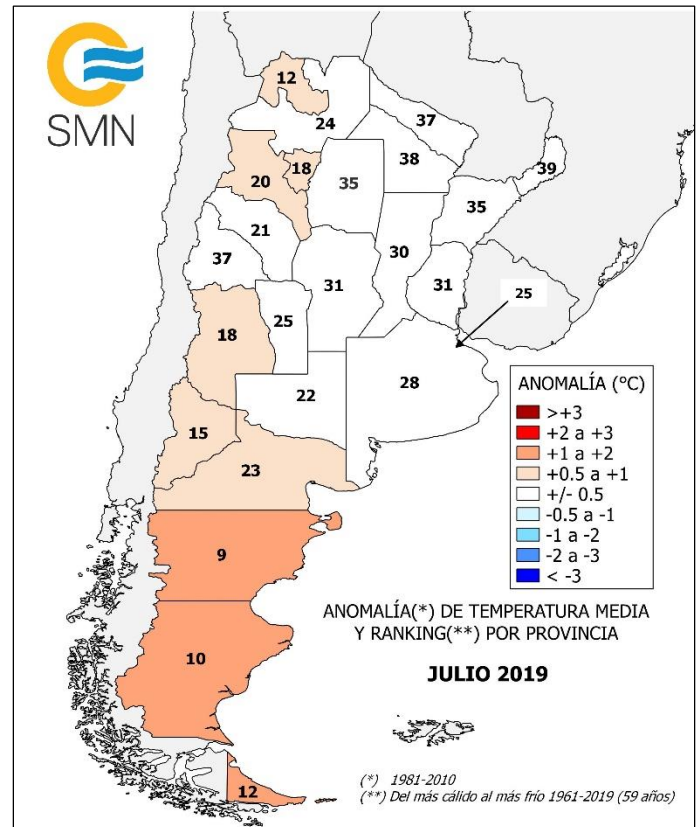 SMN
12
24
37
38
39
18
20
35
35
21
37
30
31
31
25
25
18
22
28
15
23
9
10
12
ANOMALÍA (°C)
>+3
+2 a +3
+1 a +2
+0.5 a +1
+/- 0.5
-0.5 a -1
-1 a -2
-2 a -3
< -3
ANOMALÍA(*) DE TEMPERATURA MEDIA
Y RANKING(**) POR PROVINCIA
JULIO 2019
(*) 1981-2010
(**) Del más cálido al más frío 1961-2019 (59 años)